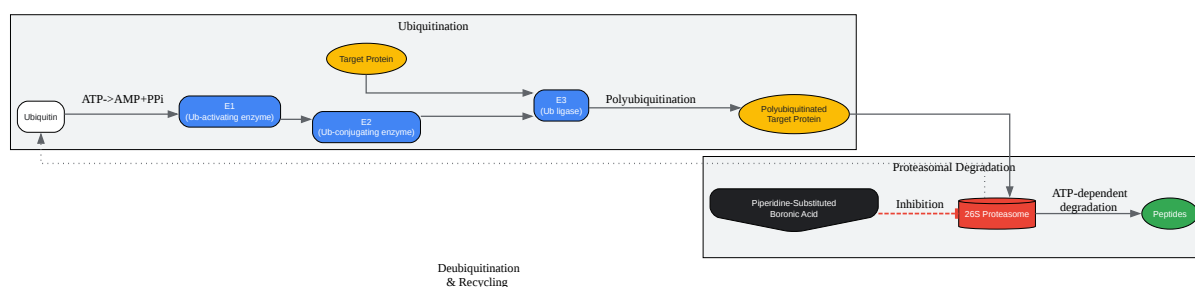 Ubiquitination
Target Protein
ATP->AMP+PPi
Ubiquitin
E1
(Ub-activating enzyme)
E2
(Ub-conjugating enzyme)
E3
(Ub ligase)
Polyubiquitination
Polyubiquitinated
Target Protein
Proteasomal Degradation
Piperidine-Substituted
Boronic Acid
Inhibition
26S Proteasome
ATP-dependent
degradation
Peptides
Deubiquitination
& Recycling